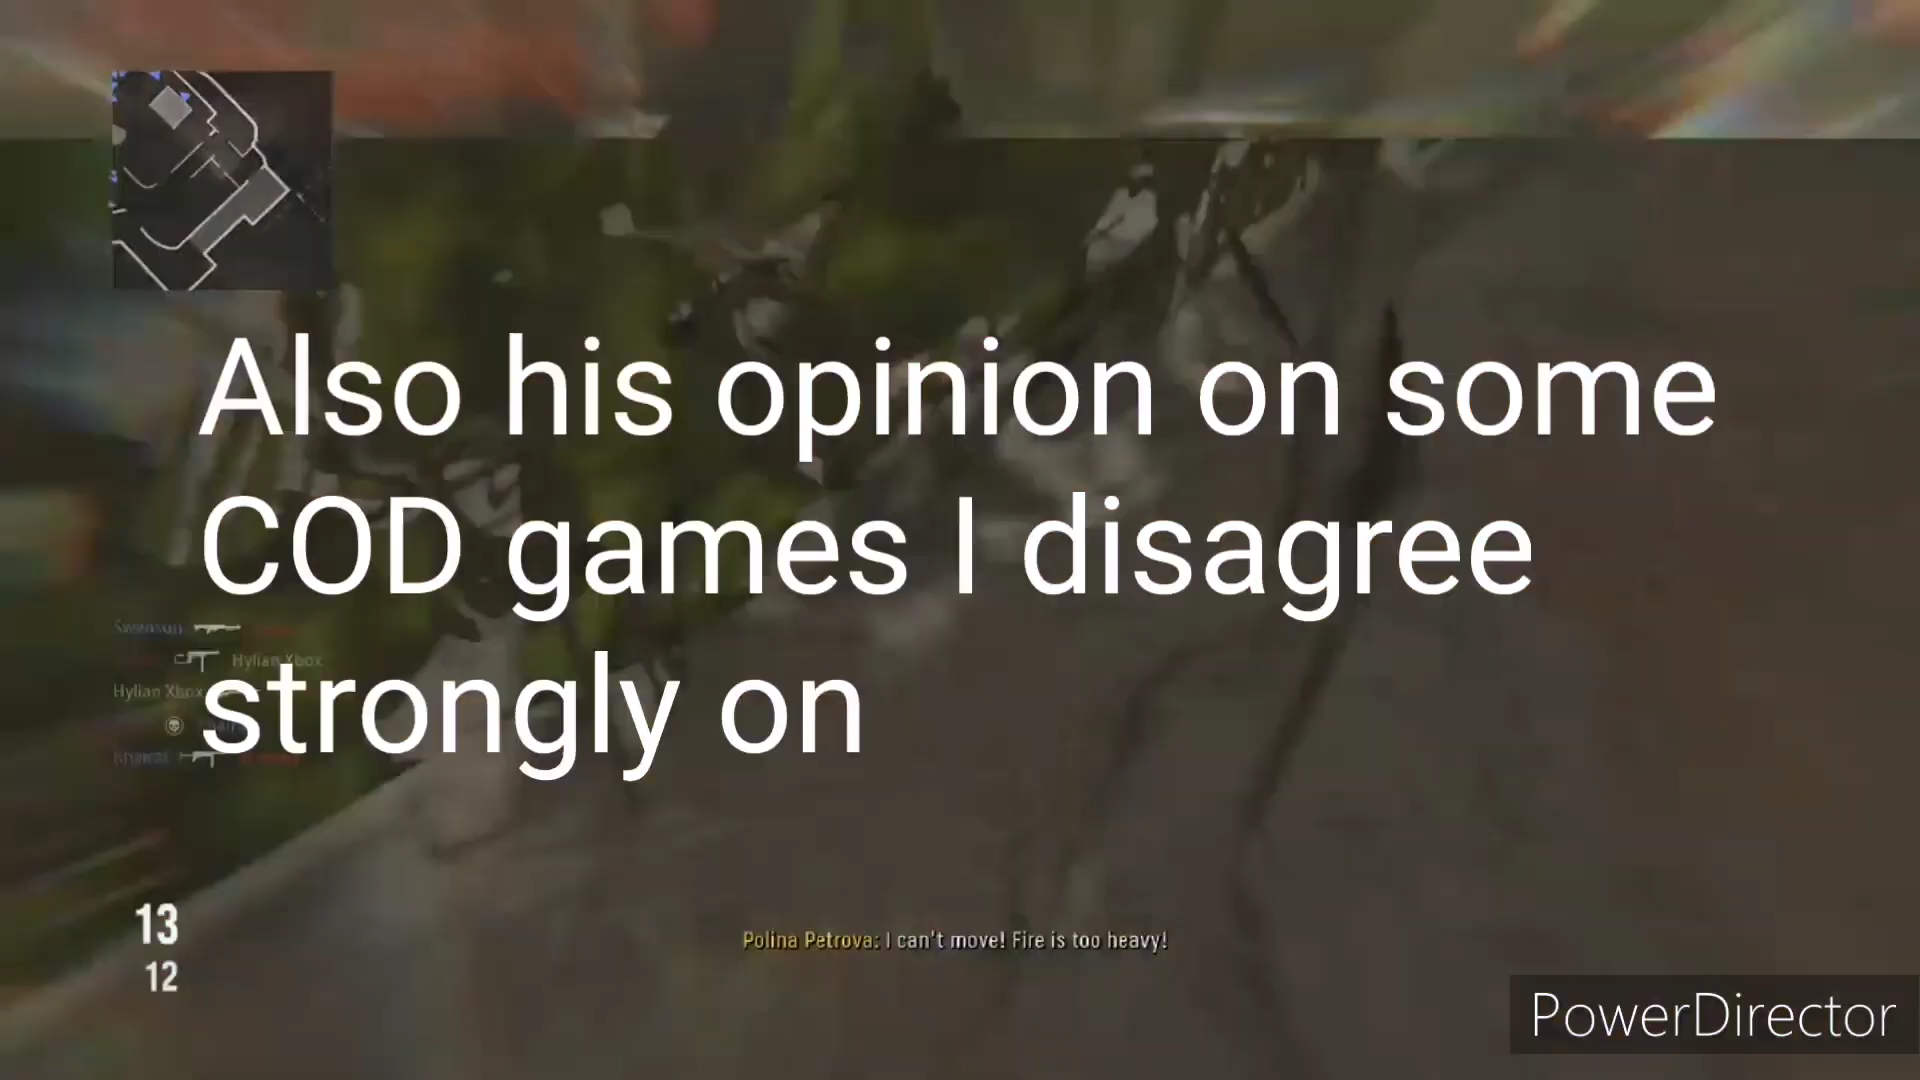 Also his opinion on some
COD games I disagree
strongly on
Swanson
Hylian Xbox
Hylian Xbox
13
12
Polina Petrova: I can't move! Fire is too heavy!
PowerDirector